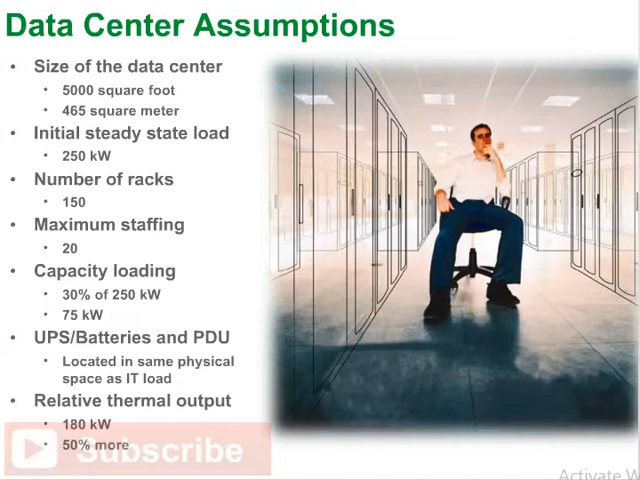 Data Center Assumptions
• Size of the data center
• 5000 square foot
• 465 square meter
• Initial steady state load
• 250 kW
• Number of racks
• 150
• Maximum staffing
• 20
• Capacity loading
• 30% of 250 kW
• 75 kW
• UPS/Batteries and PDU
• Located in same physical
space as IT load
• Relative thermal output
• 180 kW
• 50% more
Subscribe
Activate W